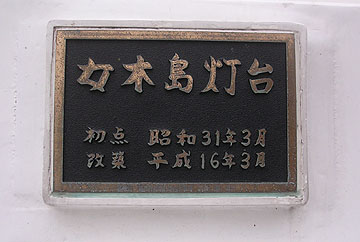 女木島灯台
初点 昭和31年3月
改築 平成16年3月